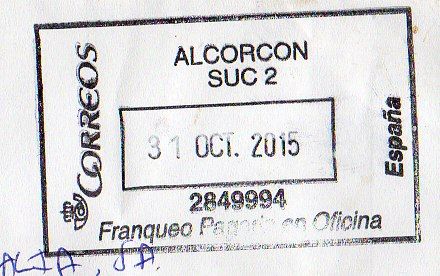 CORREOS
ALCORCON
SUC 2
31 OCT. 2015
España
2849994
Franqueo Pagado en Oficina